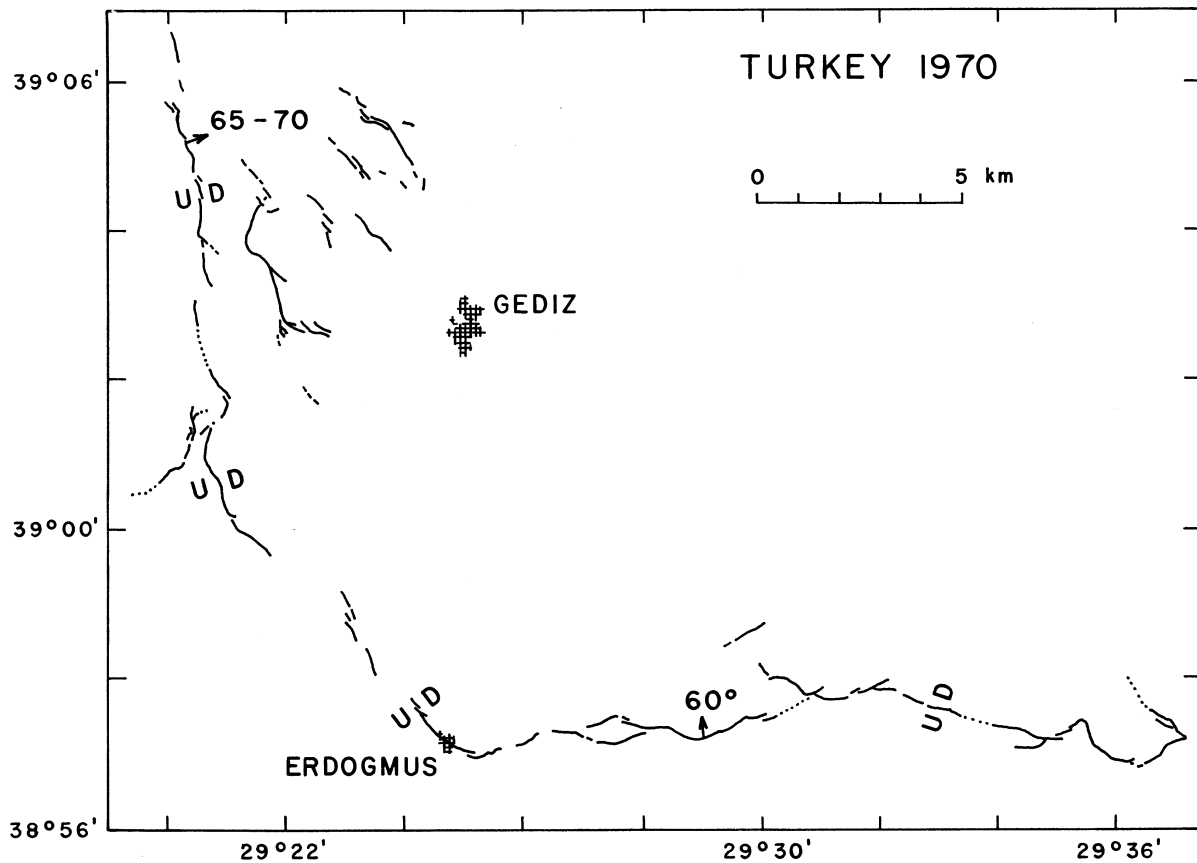 TURKEY 1970
39°06'
65-70
0 5 km
U D
GEDIZ
U D
39°00'
60°
U D
U D
ERDOGMUS
38°56'
29°22' 29°30' 29°36'